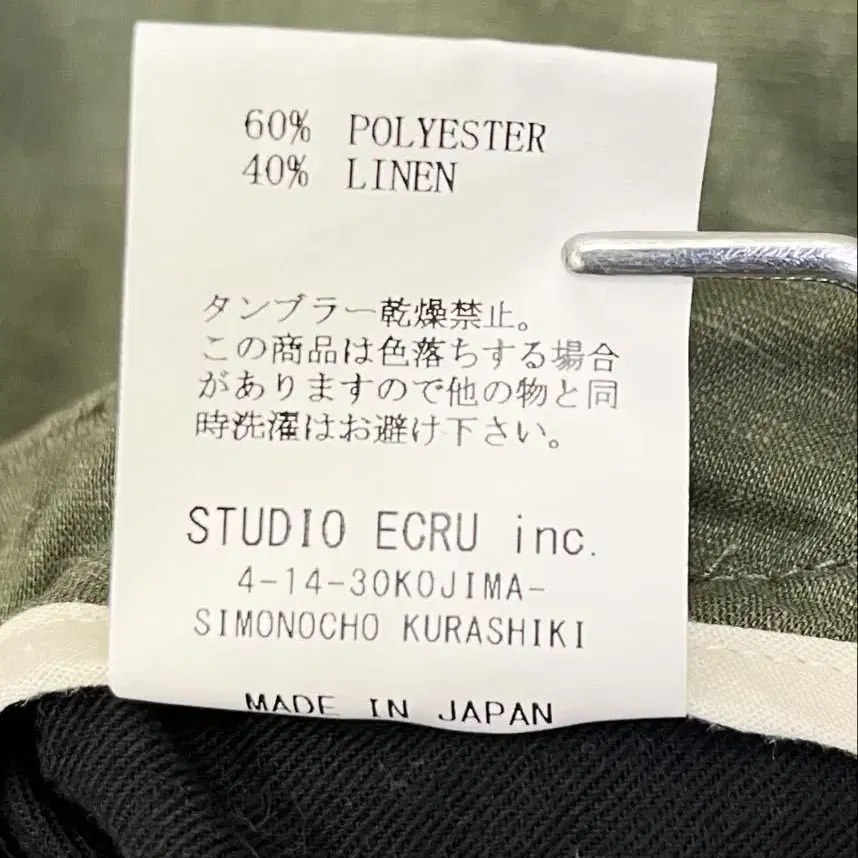 60% POLYESTER
40% LINEN
タンブラー乾燥禁止。
この商品は色落ちする場合
がありますので他の物と同
時洗濯はお避け下さい。
STUDIO ECRU inc.
4-14-30KOJIMA-
SIMONOCHO KURASHIKI
MADE IN JAPAN